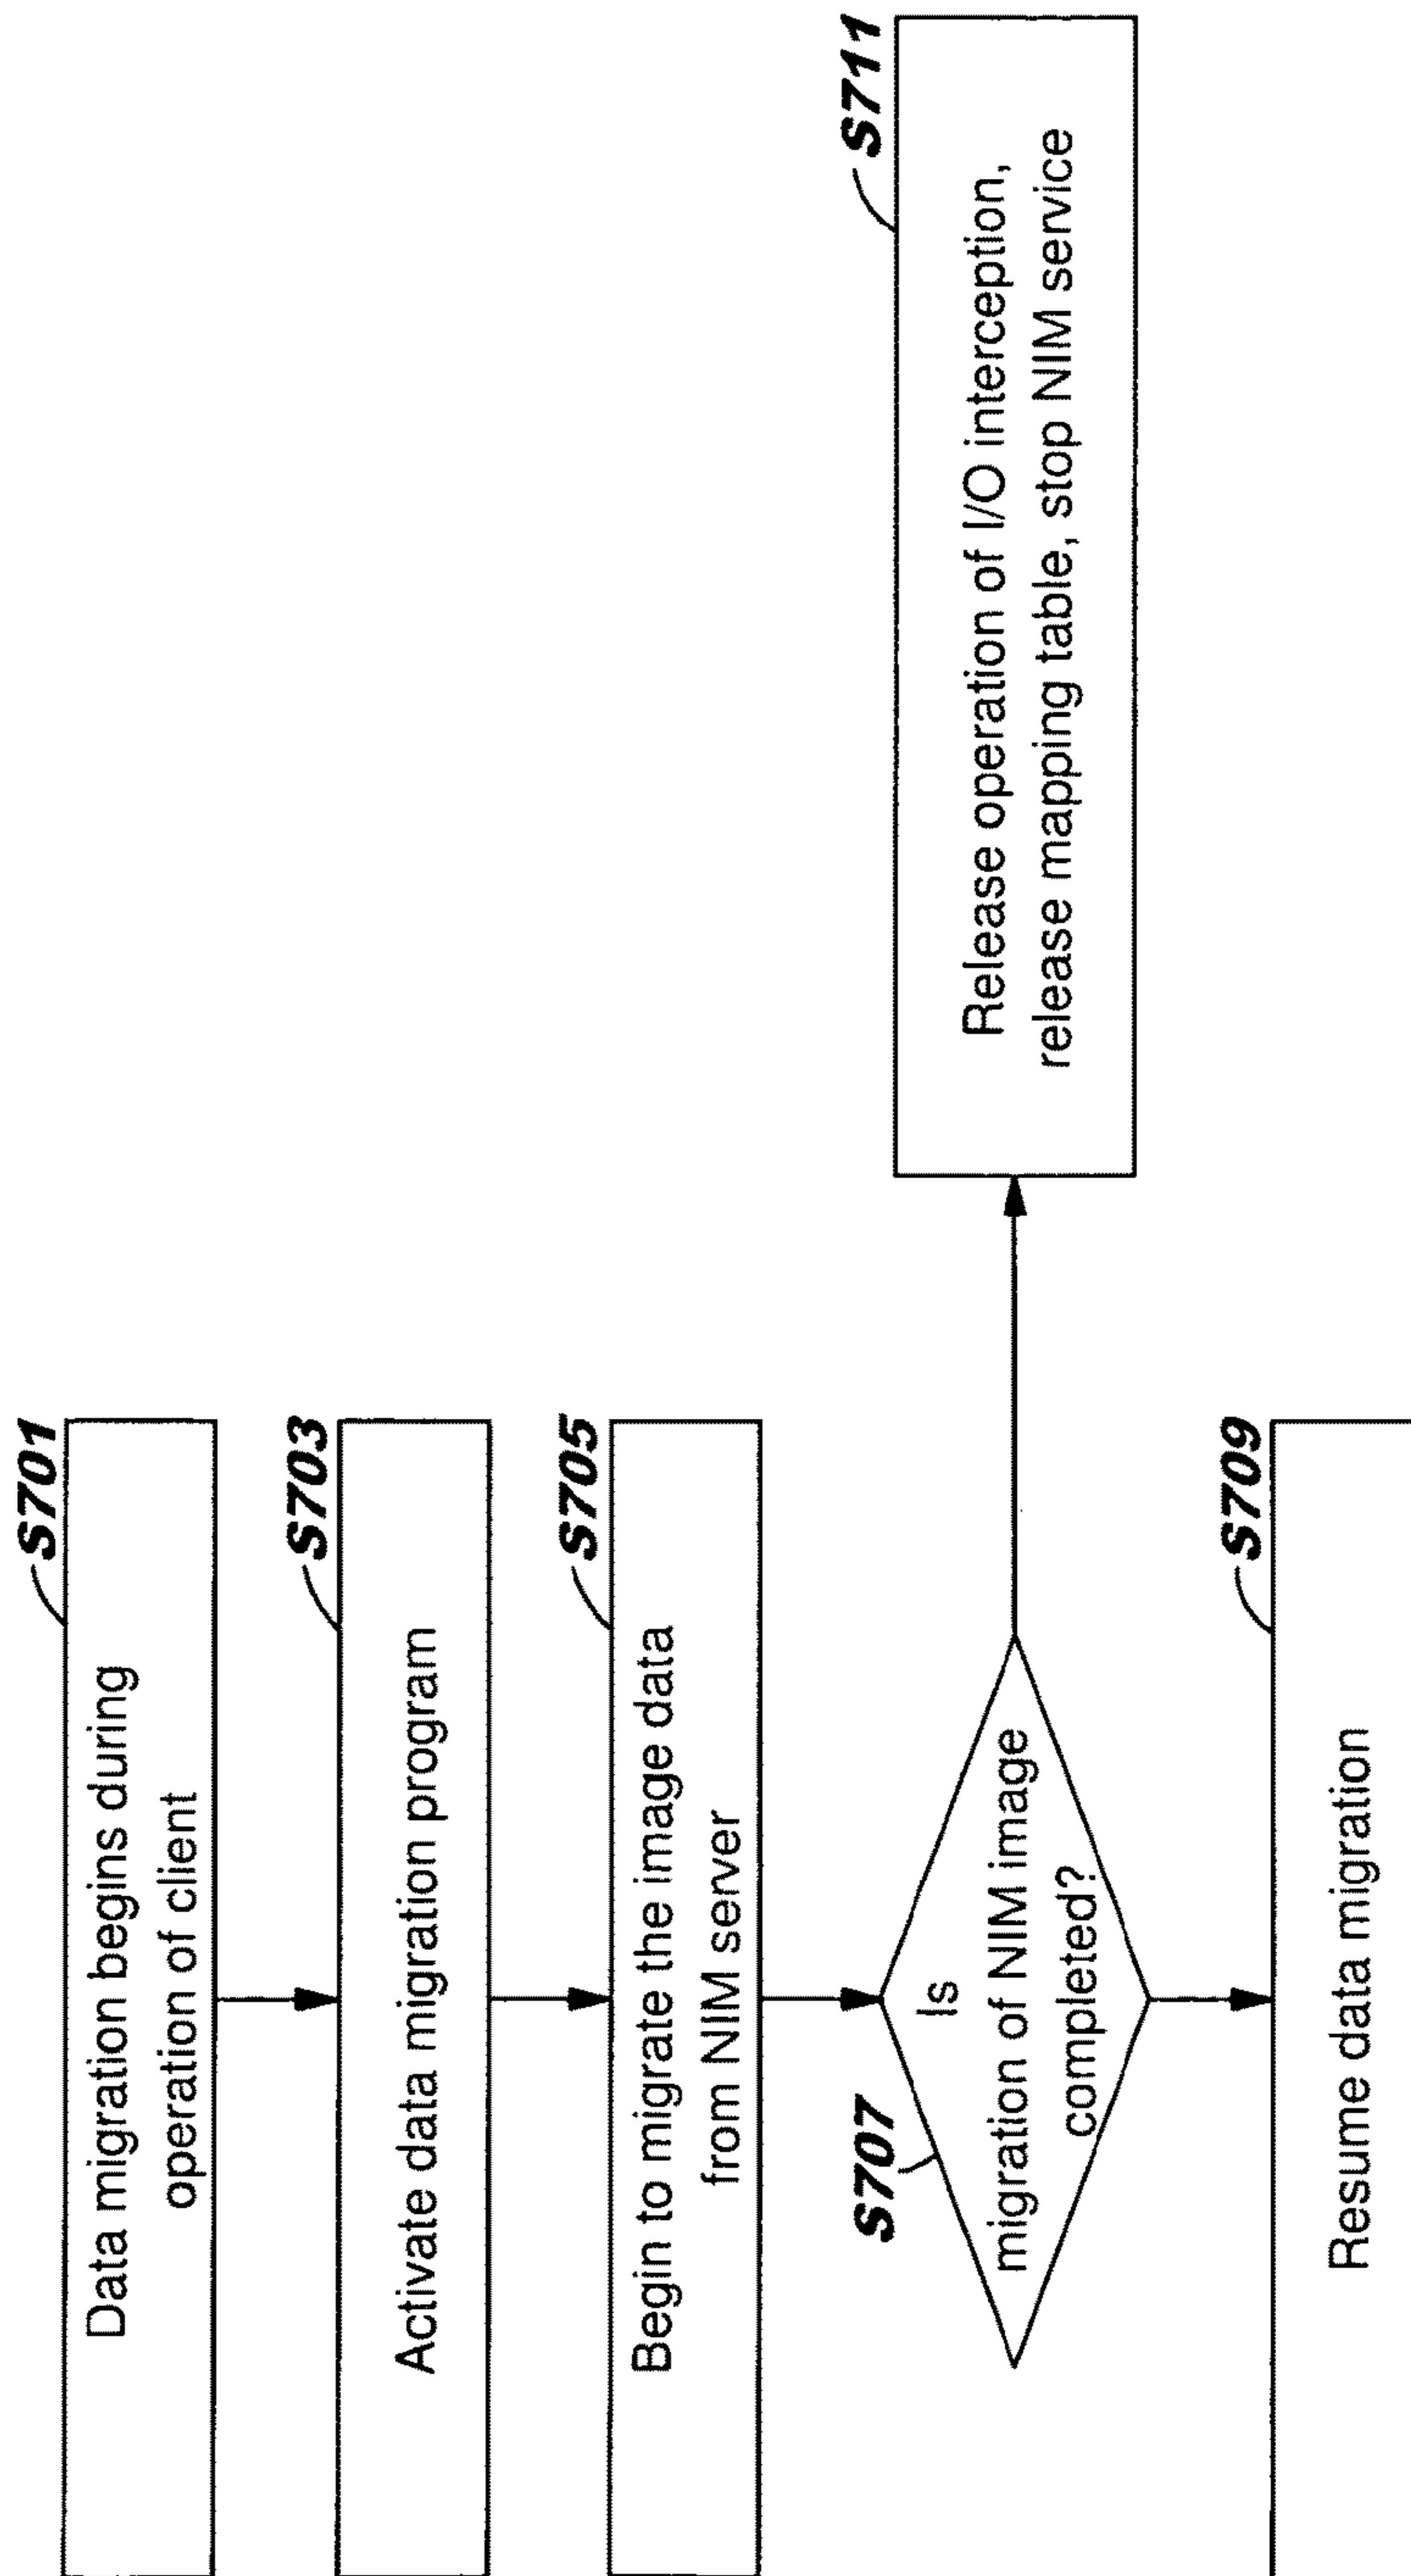 S701
Data migration begins during
operation of client
S703
Activate data migration program
S705
Begin to migrate the image data
from NIM server
S707
Is
migration of NIM image
completed?
S711
Release operation of I/O interception,
release mapping table, stop NIM service
S709
Resume data migration